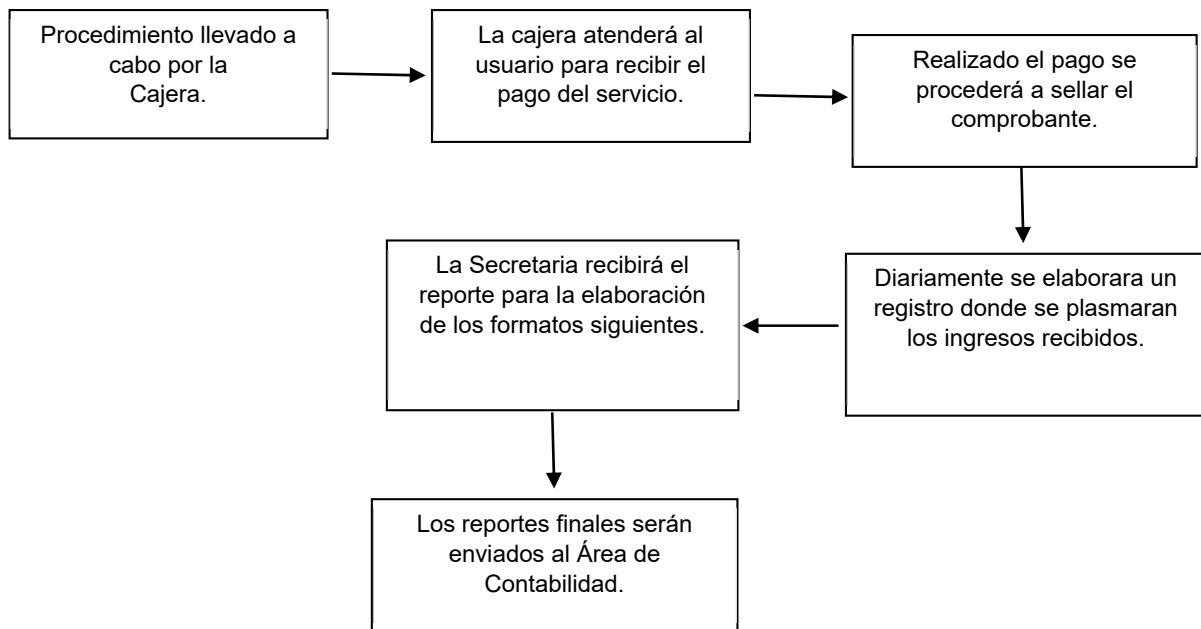 Procedimiento llevado a
cabo por la
Cajera.
La cajera atenderá al
usuario para recibir el
pago del servicio.
Realizado el pago se
procederá a sellar el
comprobante.
Diariamente se elaborara un
registro donde se plasmaran
los ingresos recibidos.
La Secretaria recibirá el
reporte para la elaboración
de los formatos siguientes.
Los reportes finales serán
enviados al Área de
Contabilidad.